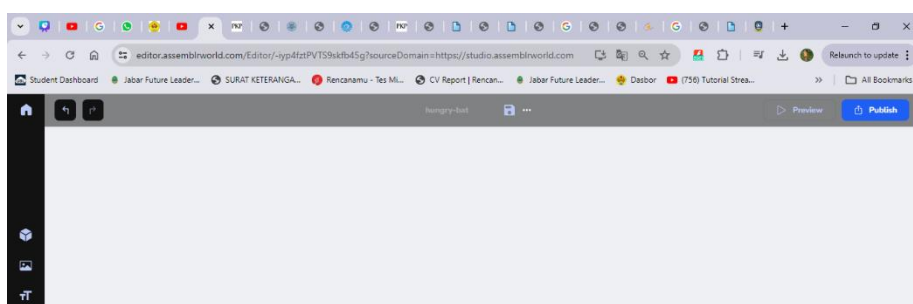 editor.assemblrworld.com/Editor/-iyp4fztPVTS9skfb45g?sourceDomain=https://studio.assemblrworld.com
Relaunch to update
Student Dashboard Jabar Future Leader... SURAT KETERANGA... Rencanamu - Tes Mi... CV Report | Rencan... Jabar Future Leader... Dasbor (756) Tutorial Strea... » All Bookmarks
hungry-bat ... Preview Publish
TT